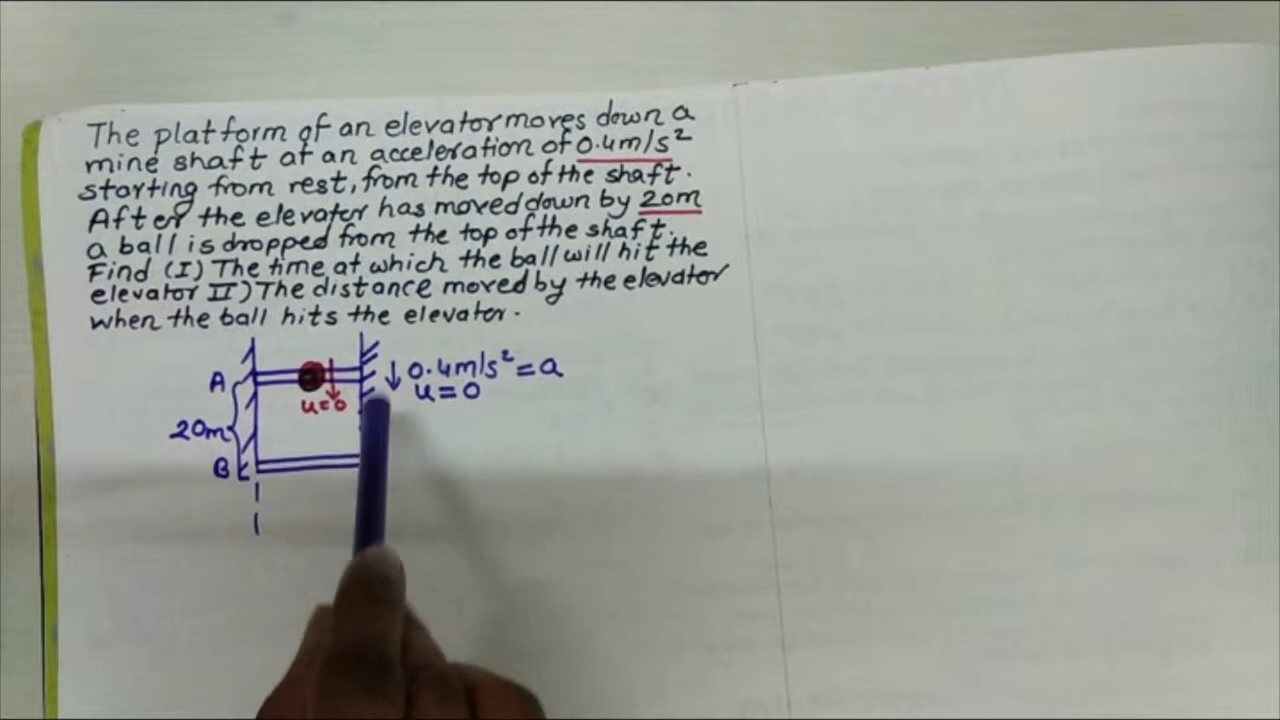 The platform of an elevator moves down a
mine shaft at an acceleration of 0.4m/s²
starting from rest, from the top of the shaft.
After the elevator has moved down by 20m
a ball is dropped from the top of the shaft.
Find (I) The time at which the ball will hit the
elevator II) The distance moved by the elevator
when the ball hits the elevator.
A
↓ 0.4m/s² = a
u = 0
u=0
20m
B